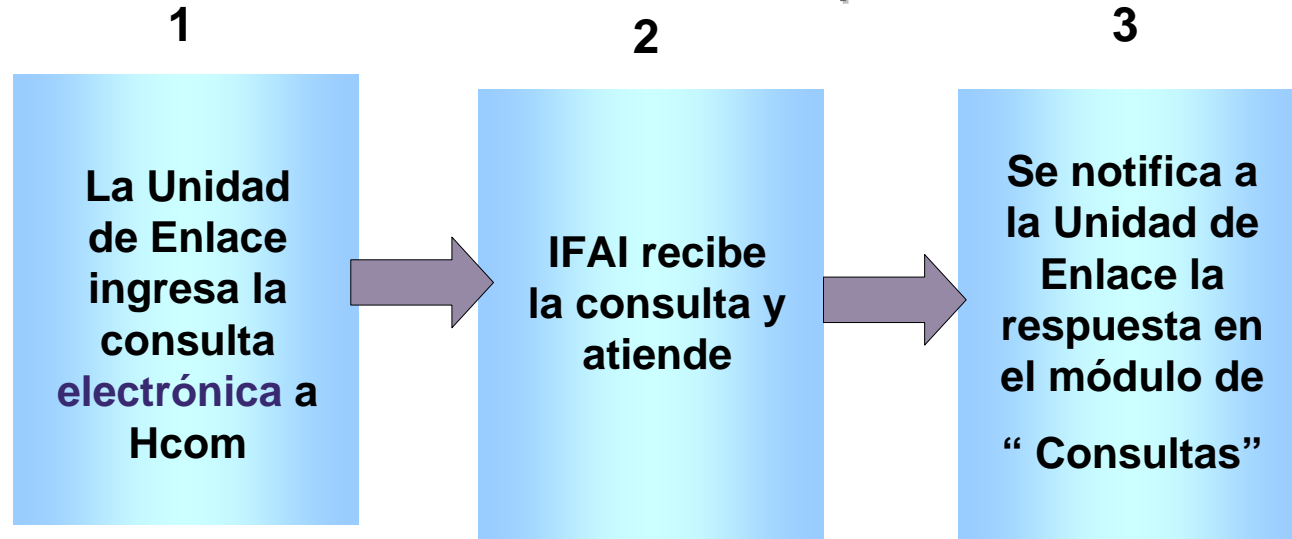 1
La Unidad
de Enlace
ingresa la
consulta
electrónica a
Hcom
2
IFAI recibe
la consulta y
atiende
3
Se notifica a
la Unidad de
Enlace la
respuesta en
el módulo de
“ Consultas”